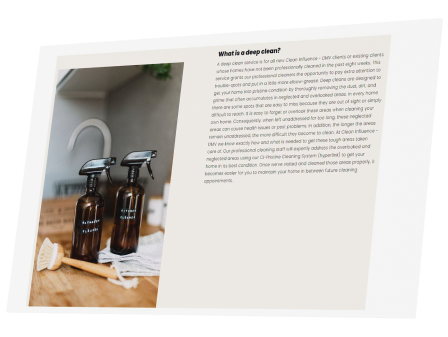 What is a deep clean?
A deep clean service is for all new Clean Influence - DMV clients or existing clients
whose homes have not been professionally cleaned in the past eight weeks. This
service grants our professional cleaners the opportunity to pay extra attention to
trouble-spots and put in a little more elbow-grease. Deep cleans are designed to
get your home into pristine condition by thoroughly removing the dust, dirt, and
grime that often accumulates in neglected and overlooked areas. In every home
there are some spots that are easy to miss because they are out of sight or simply
difficult to reach. It is easy to forget or overlook these areas when cleaning your
own home. Consequently, when left unaddressed for too long, these neglected
areas can cause health issues or pest problems. In addition, the longer the areas
remain unaddressed, the more difficult they become to clean. At Clean Influence -
DMV we know exactly how and what is needed to get these tough areas taken
care of. Our professional cleaning staff will expertly address the overlooked and
neglected areas using our Cl-Precise Cleaning System (hyperlink) to get your
home in its best condition. Once we've visited and cleaned those areas properly, it
becomes easier for you to maintain your home in between future cleaning
appointments.
CLEANER
CLEANER